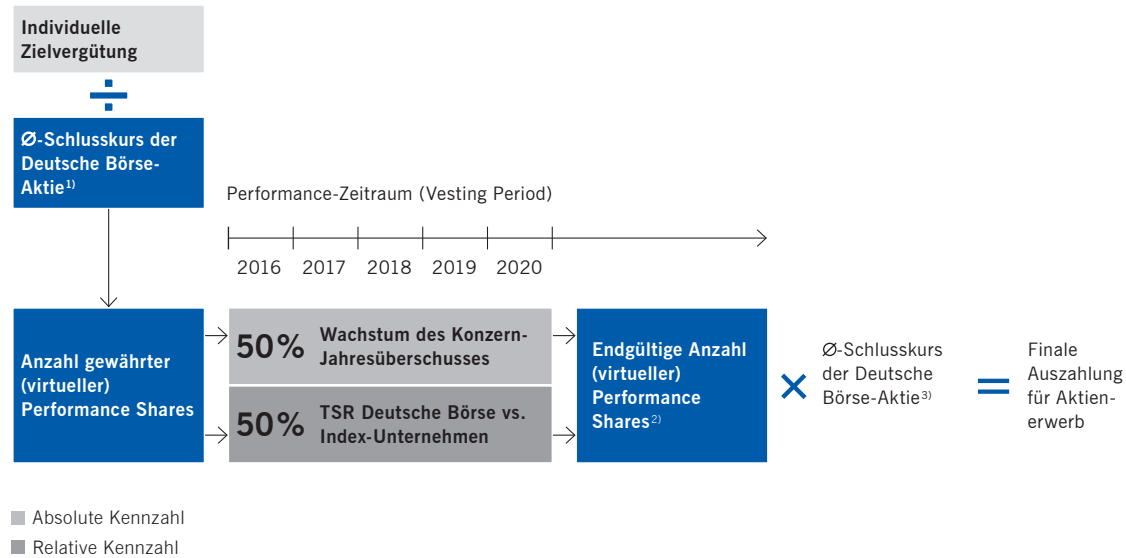 Individuelle
Zielvergütung
÷
Ø-Schlusskurs der
Deutsche Börse-
Aktie¹⁾
Performance-Zeitraum (Vesting Period)
2016 2017 2018 2019 2020
Anzahl gewährter
(virtueller)
Performance Shares
50% Wachstum des Konzern-
Jahresüberschusses
50% TSR Deutsche Börse vs.
Index-Unternehmen
Endgültige Anzahl
(virtueller)
Performance
Shares²⁾
×
Ø-Schlusskurs
der Deutsche
Börse-Aktie³⁾
=
Finale
Auszahlung
für Aktien-
erwerb
Absolute Kennzahl
Relative Kennzahl